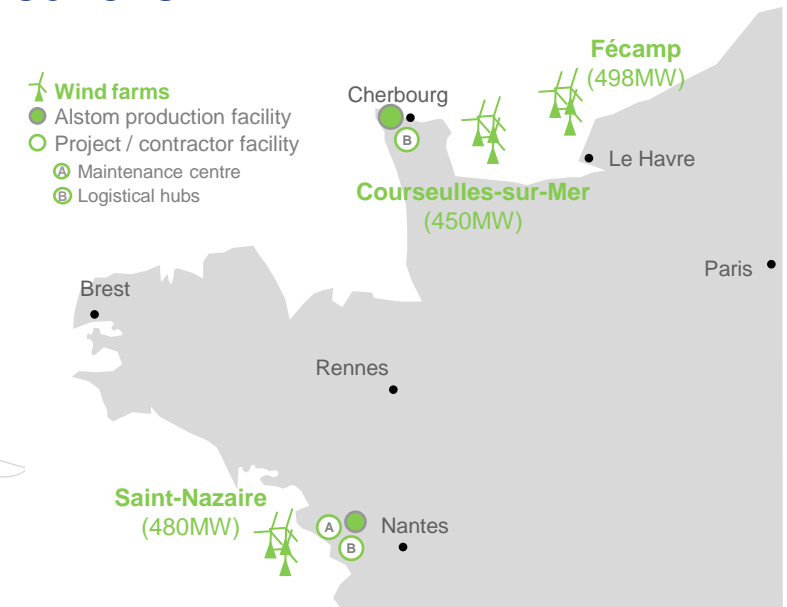 Fécamp
(498MW)
Wind farms
Alstom production facility
Project / contractor facility
A Maintenance centre
B Logistical hubs
Cherbourg
B
Le Havre
Courseulles-sur-Mer
(450MW)
Paris
Brest
Rennes
Saint-Nazaire
(480MW)
A
B
Nantes